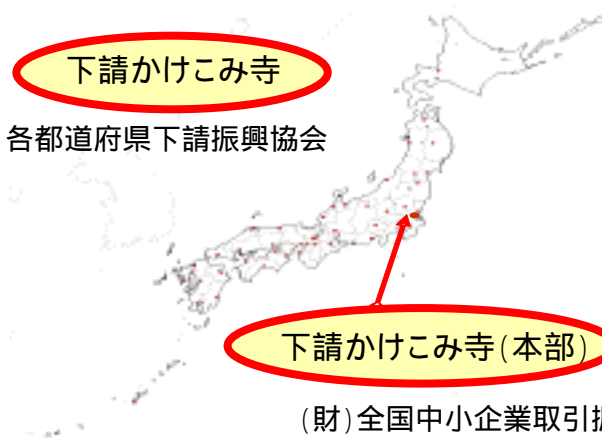 下請かけこみ寺
各都道府県下請振興協会
下請かけこみ寺(本部)
(財)全国中小企業取引振